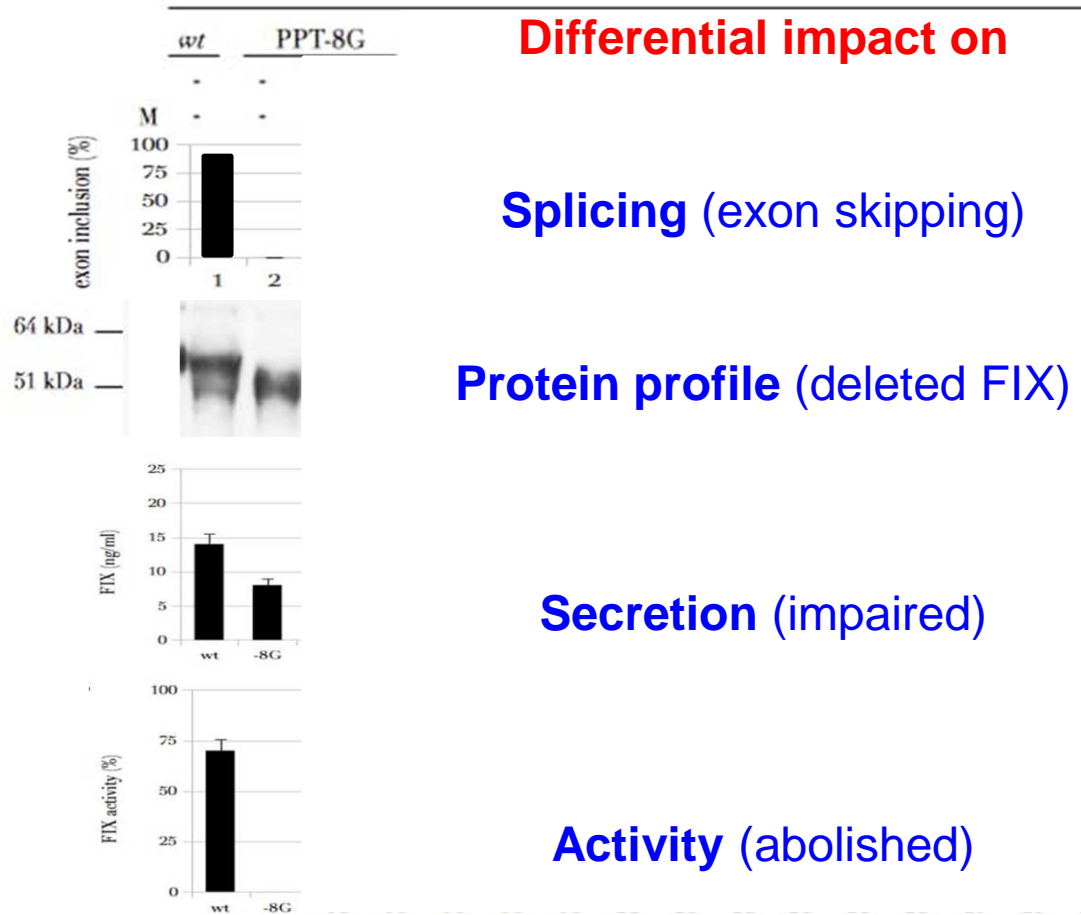 wt PPT-8G
Differential impact on
- -
M - -
exon inclusion (%)
100
75
50
25
0
1 2
Splicing (exon skipping)
64 kDa
51 kDa
Protein profile (deleted FIX)
FIX (ng/ml)
25
20
15
10
5
0
wt -8G
Secretion (impaired)
FIX activity (%)
100
75
50
25
0
wt -8G
Activity (abolished)